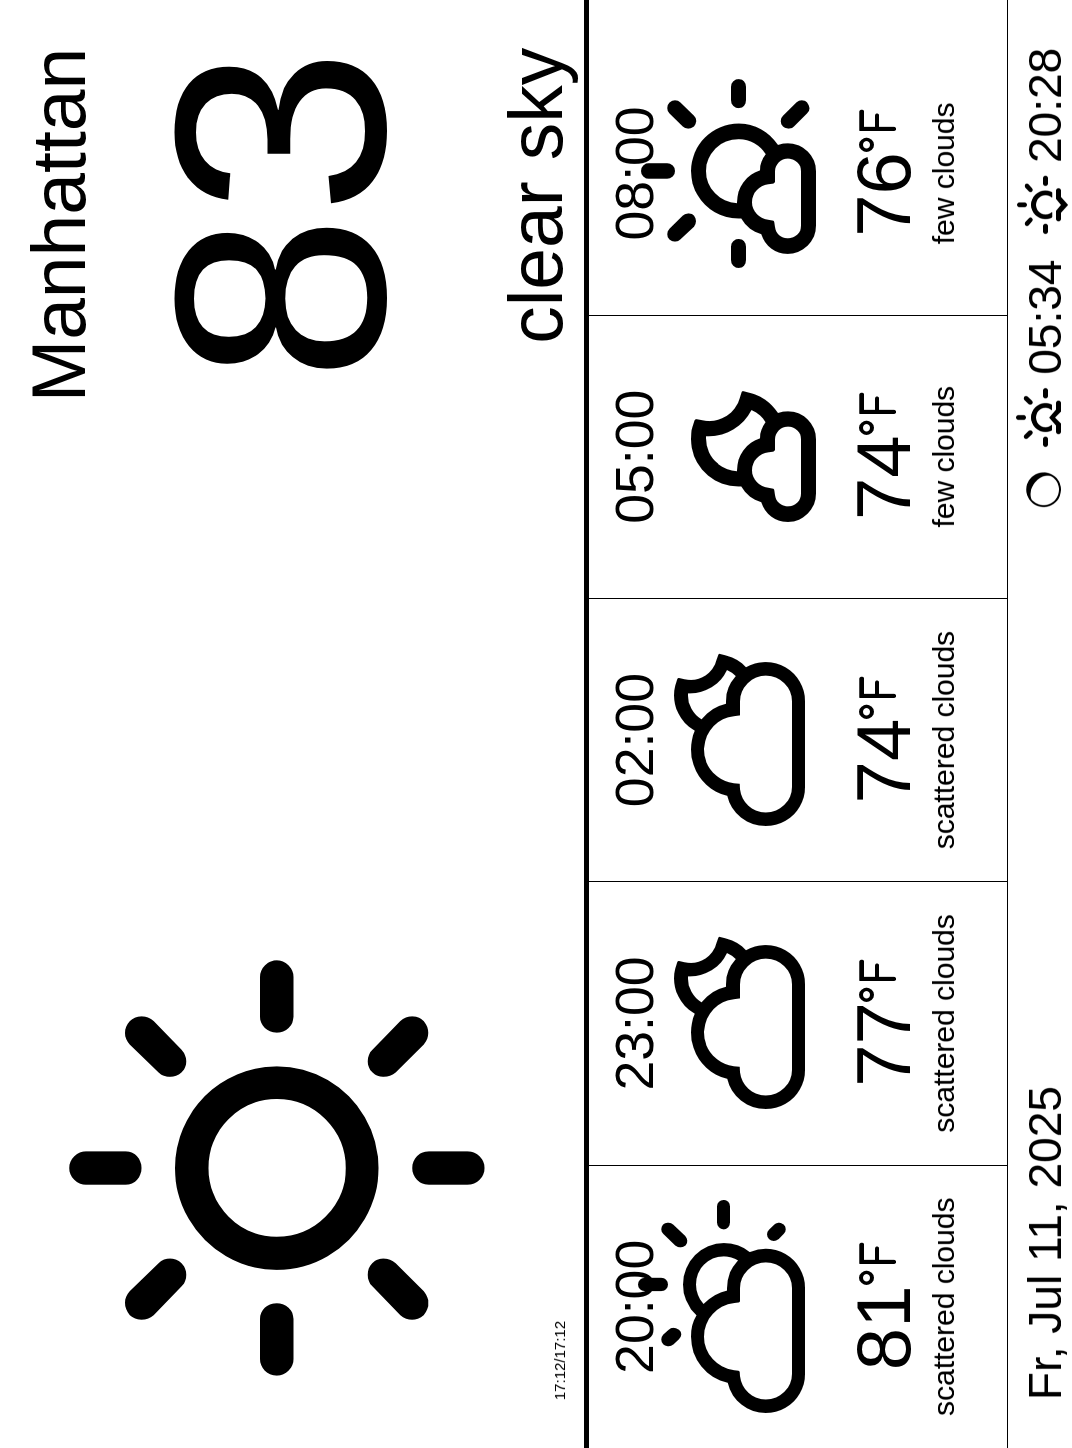 Manhattan
83
clear sky
17:12/17:12
20:00
81°F
scattered clouds
23:00
77°F
scattered clouds
02:00
74°F
scattered clouds
05:00
74°F
few clouds
08:00
76°F
few clouds
Fr, Jul 11, 2025
05:34
20:28